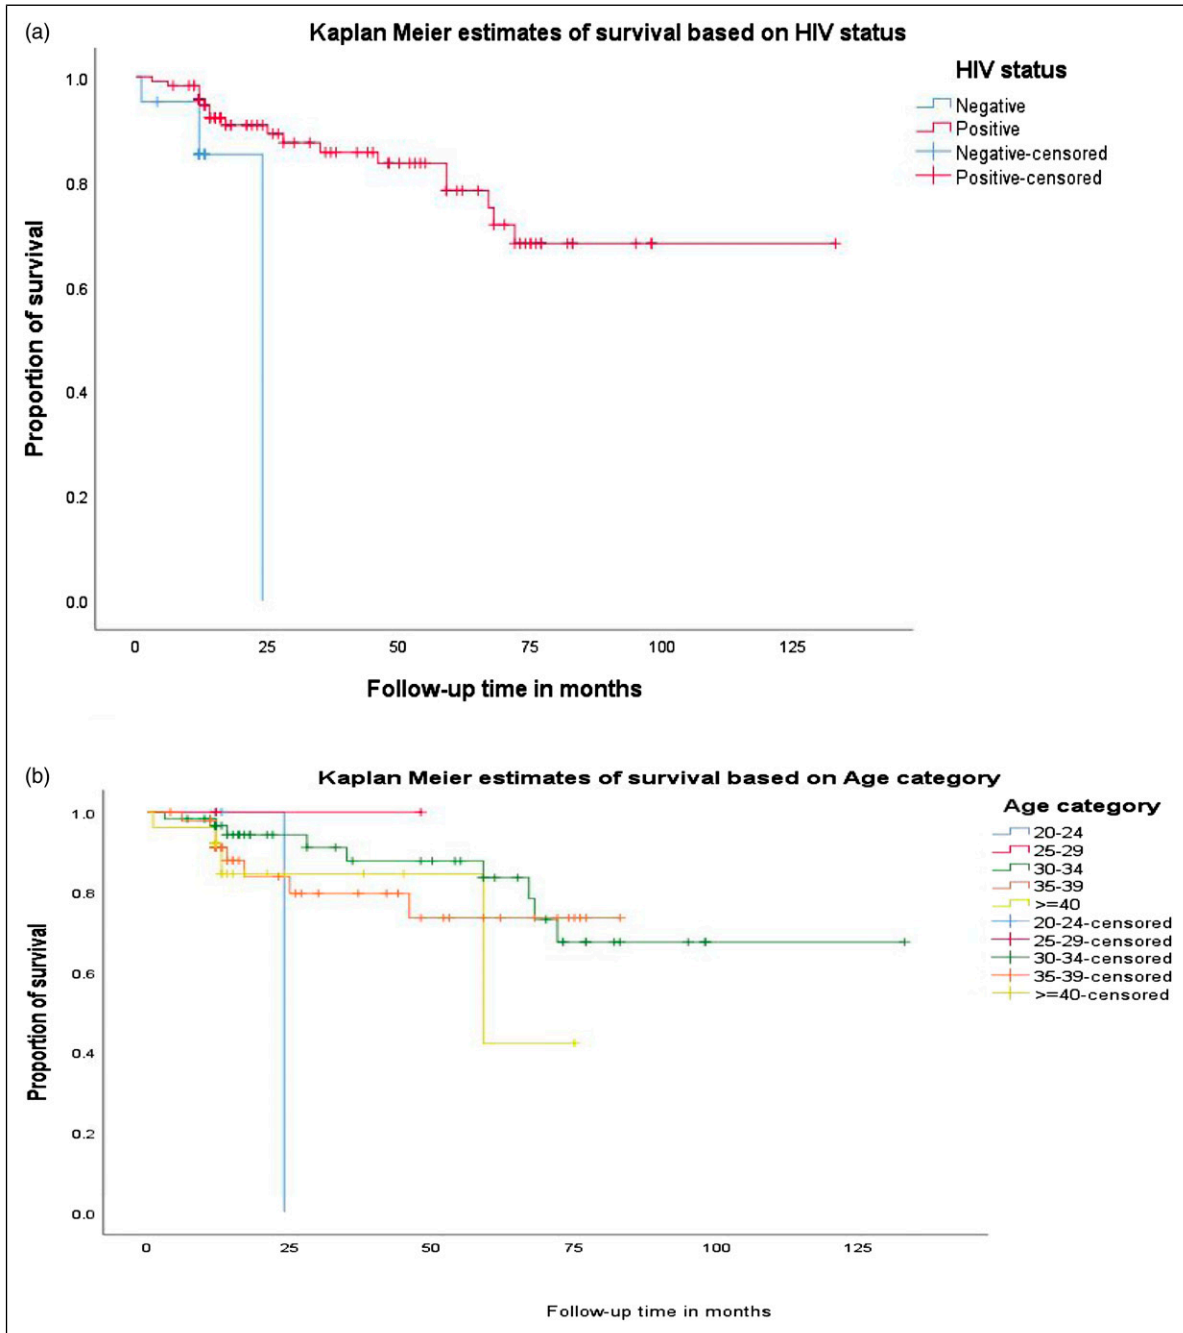 (a)
Kaplan Meier estimates of survival based on HIV status
HIV status
Negative
Positive
Negative-censored
Positive-censored
Proportion of survival
1.0
0.8
0.6
0.4
0.2
0.0
0 25 50 75 100 125
Follow-up time in months
(b)
Kaplan Meier estimates of survival based on Age category
Age category
20-24
25-29
30-34
35-39
>=40
20-24-censored
25-29-censored
30-34-censored
35-39-censored
>=40-censored
Proportion of survival
1.0
0.8
0.6
0.4
0.2
0.0
0 25 50 75 100 125
Follow-up time in months